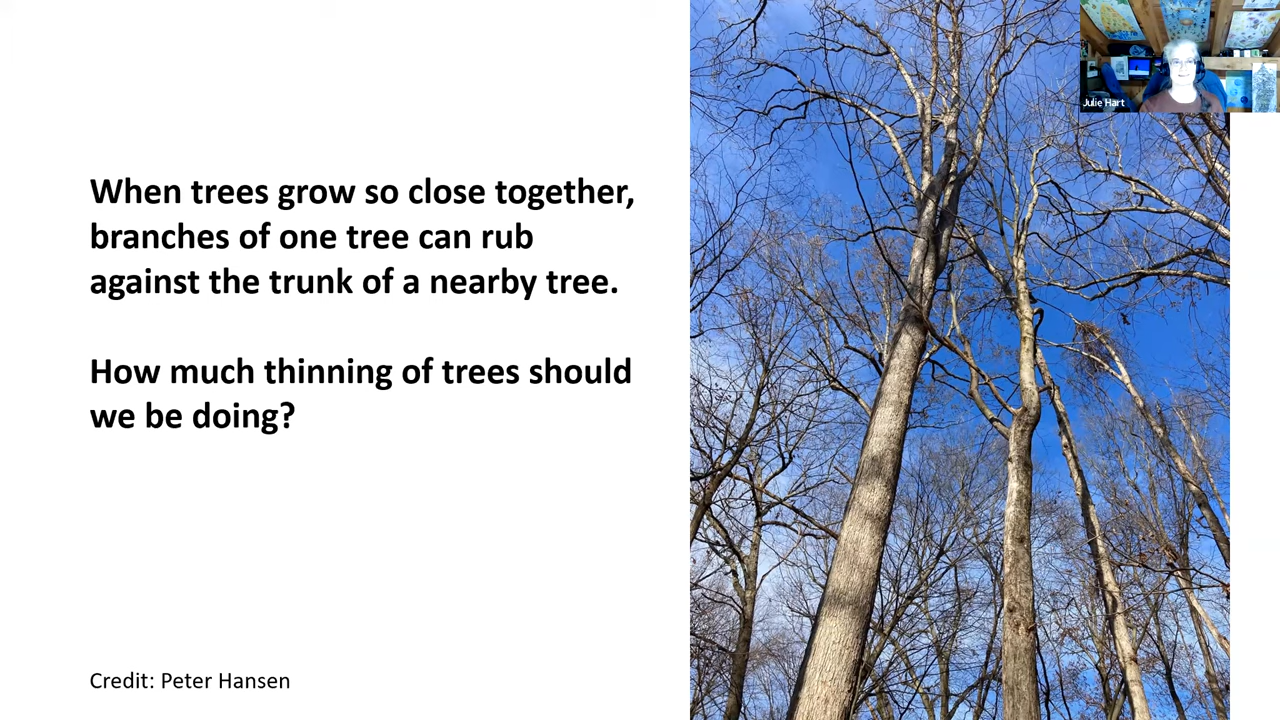 When trees grow so close together,
branches of one tree can rub
against the trunk of a nearby tree.
How much thinning of trees should
we be doing?
Credit: Peter Hansen
Julie Hart